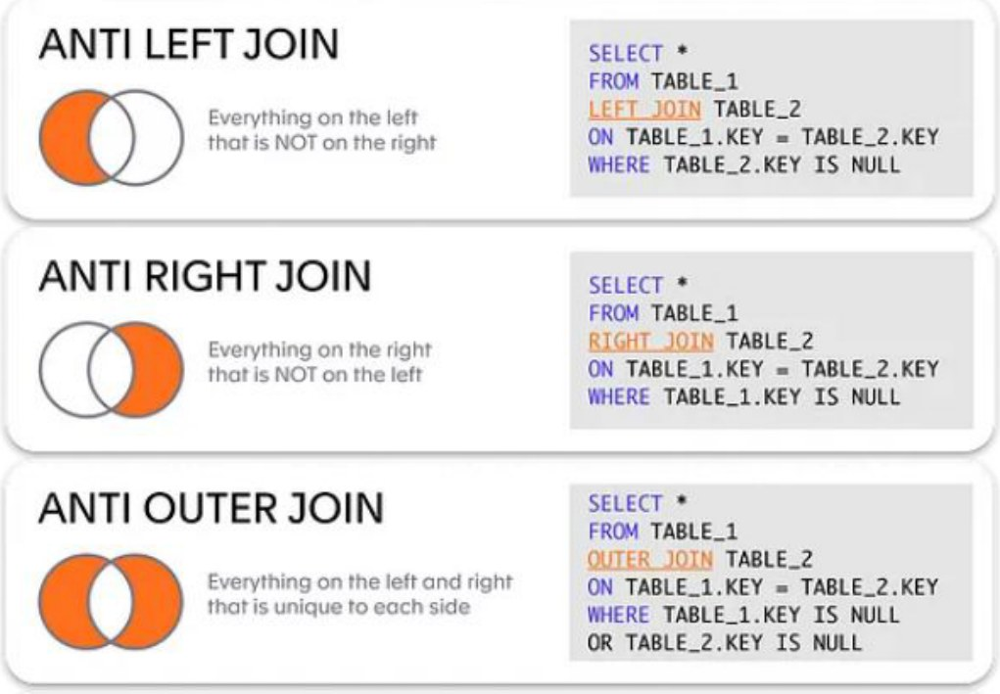 ANTI LEFT JOIN
Everything on the left
that is NOT on the right
SELECT *
FROM TABLE_1
LEFT JOIN TABLE_2
ON TABLE_1.KEY = TABLE_2.KEY
WHERE TABLE_2.KEY IS NULL
ANTI RIGHT JOIN
Everything on the right
that is NOT on the left
SELECT *
FROM TABLE_1
RIGHT JOIN TABLE_2
ON TABLE_1.KEY = TABLE_2.KEY
WHERE TABLE_1.KEY IS NULL
ANTI OUTER JOIN
Everything on the left and right
that is unique to each side
SELECT *
FROM TABLE_1
OUTER JOIN TABLE_2
ON TABLE_1.KEY = TABLE_2.KEY
WHERE TABLE_1.KEY IS NULL
OR TABLE_2.KEY IS NULL